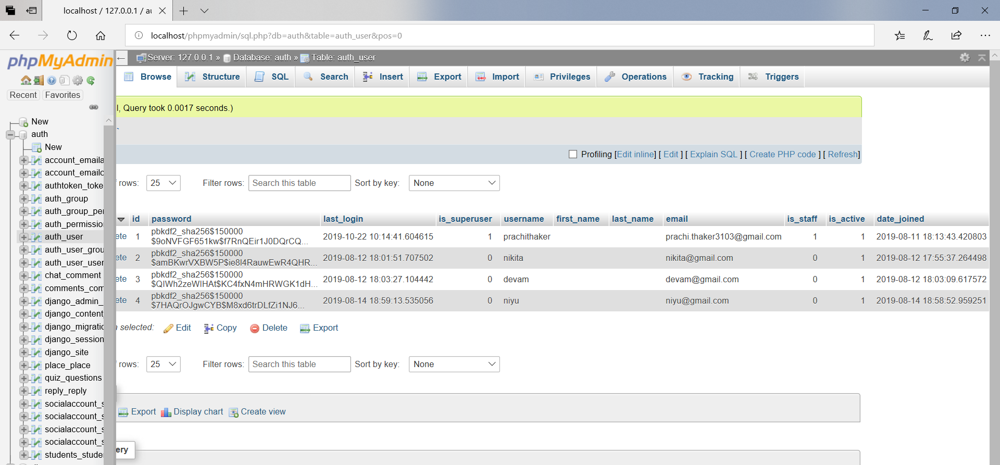 localhost / 127.0.0.1 / au
localhost/phpmyadmin/sql.php?db=auth&table=auth_user&pos=0
phpMyAdmin
Recent Favorites
New
auth
New
account_emaila
account_emailc
authtoken_toke
auth_group
auth_group_per
auth_permission
auth_user
auth_user_grou
auth_user_user
chat_comment
comments_com
django_admin_
django_content
django_migratio
django_session
django_site
place_place
quiz_questions
reply_reply
socialaccount_s
socialaccount_s
socialaccount_s
socialaccount_s
students_stude
Server: 127.0.0.1 » Database: auth » Table: auth_user
Browse Structure SQL Search Insert Export Import Privileges Operations Tracking Triggers
l, Query took 0.0017 seconds.)
`
Profiling [Edit inline] [ Edit ] [ Explain SQL ] [ Create PHP code ] [ Refresh]
rows: 25 Filter rows: Search this table Sort by key: None
id password last_login is_superuser username first_name last_name email is_staff is_active date_joined
ete 1 pbkdf2_sha256$150000 2019-10-22 10:14:41.604615 1 prachithaker prachi.thaker3103@gmail.com 1 1 2019-08-11 18:13:43.420803
$9oNVFGF651kw$f7RnQEir1J0DQrCQ...
ete 2 pbkdf2_sha256$150000 2019-08-12 18:01:51.707502 0 nikita nikita@gmail.com 0 1 2019-08-12 17:55:37.264498
$amBKwrVXBW5P$ie8l4RauwEwR4QHR...
ete 3 pbkdf2_sha256$150000 2019-08-12 18:03:27.104442 0 devam devam@gmail.com 0 1 2019-08-12 18:03:09.617572
$QIWh2zeWIHAt$KC4fxN4mHRWGK1dH...
ete 4 pbkdf2_sha256$150000 2019-08-14 18:59:13.535056 0 niyu niyu@gmail.com 0 1 2019-08-14 18:58:52.959251
$7HAQrOJgwCYB$M8xd6trDLfZi1NJ6...
selected: Edit Copy Delete Export
rows: 25 Filter rows: Search this table Sort by key: None
Export Display chart Create view
ery